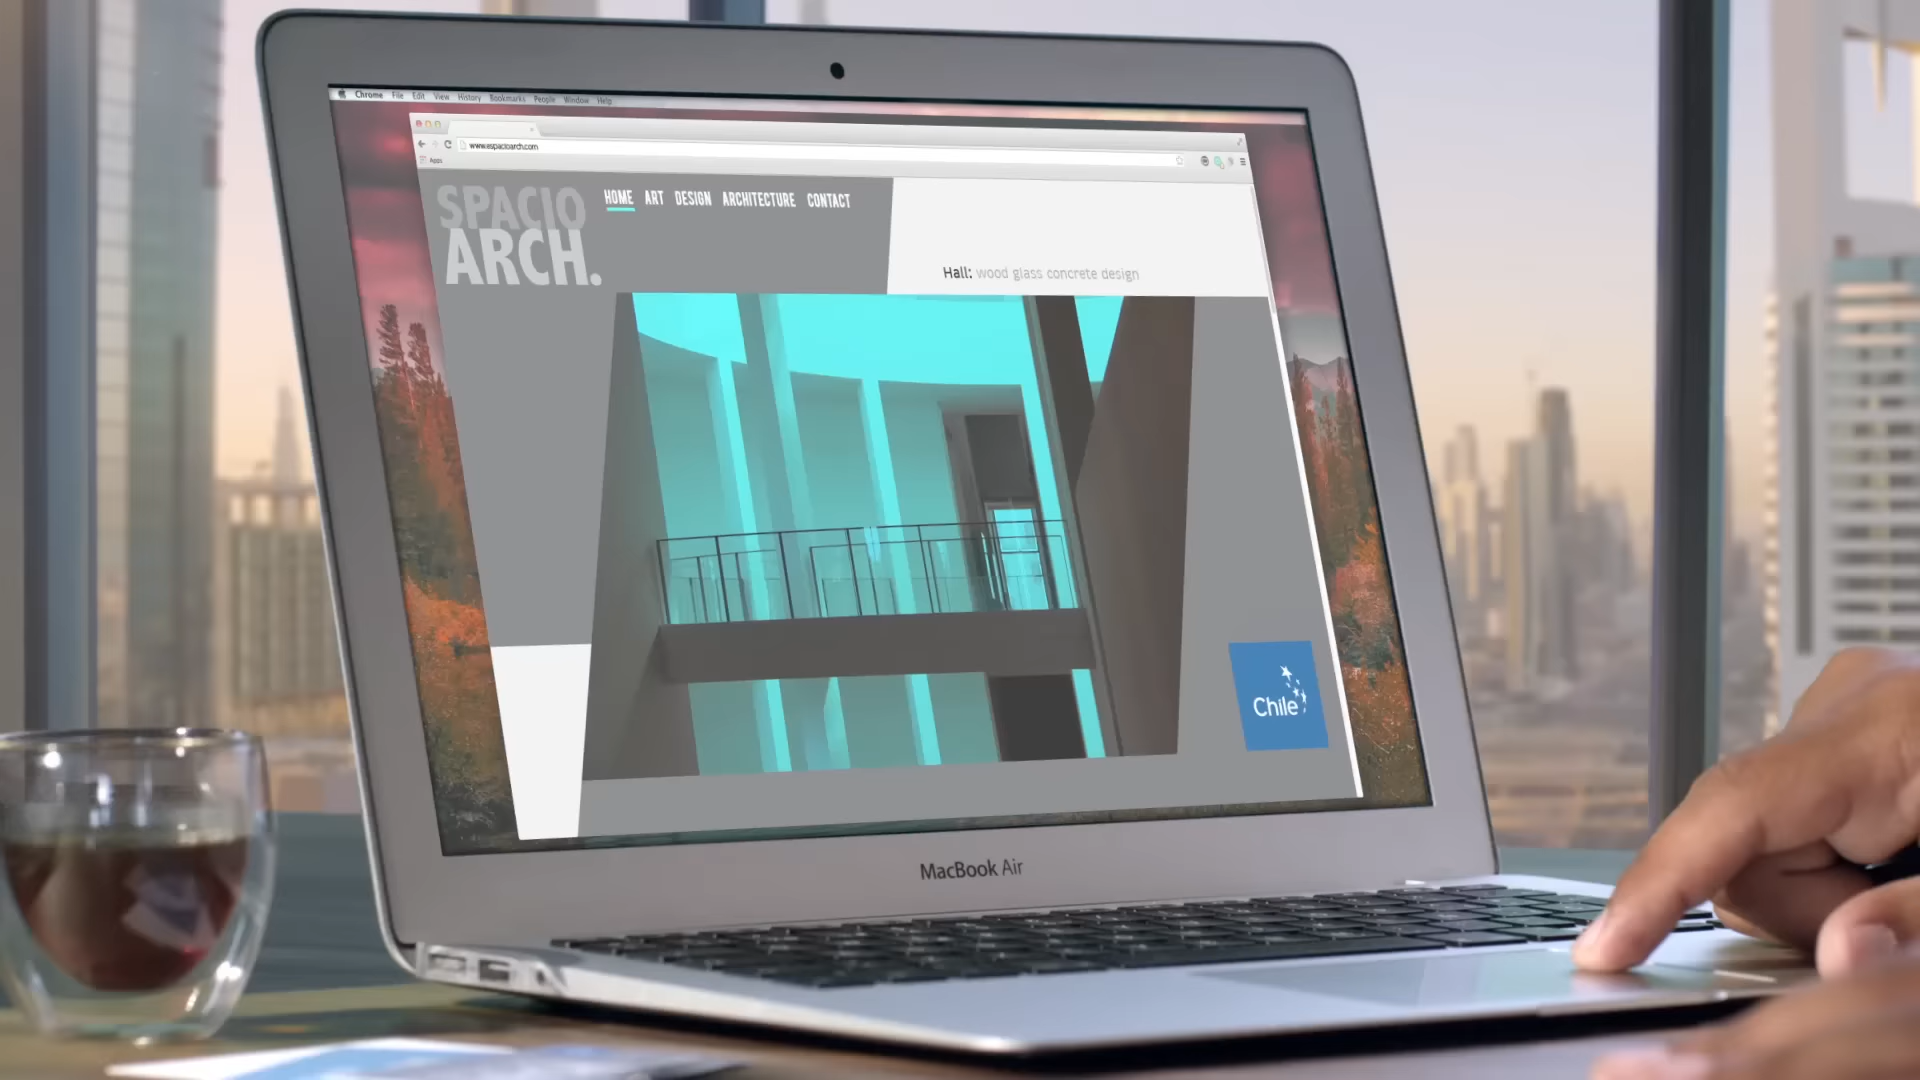 Chrome File Edit View History Bookmarks People Window Help
www.espacioarch.com
Apps
SPACIO
ARCH.
HOME ART DESIGN ARCHITECTURE CONTACT
Hall: wood glass concrete design
Chile
MacBook Air